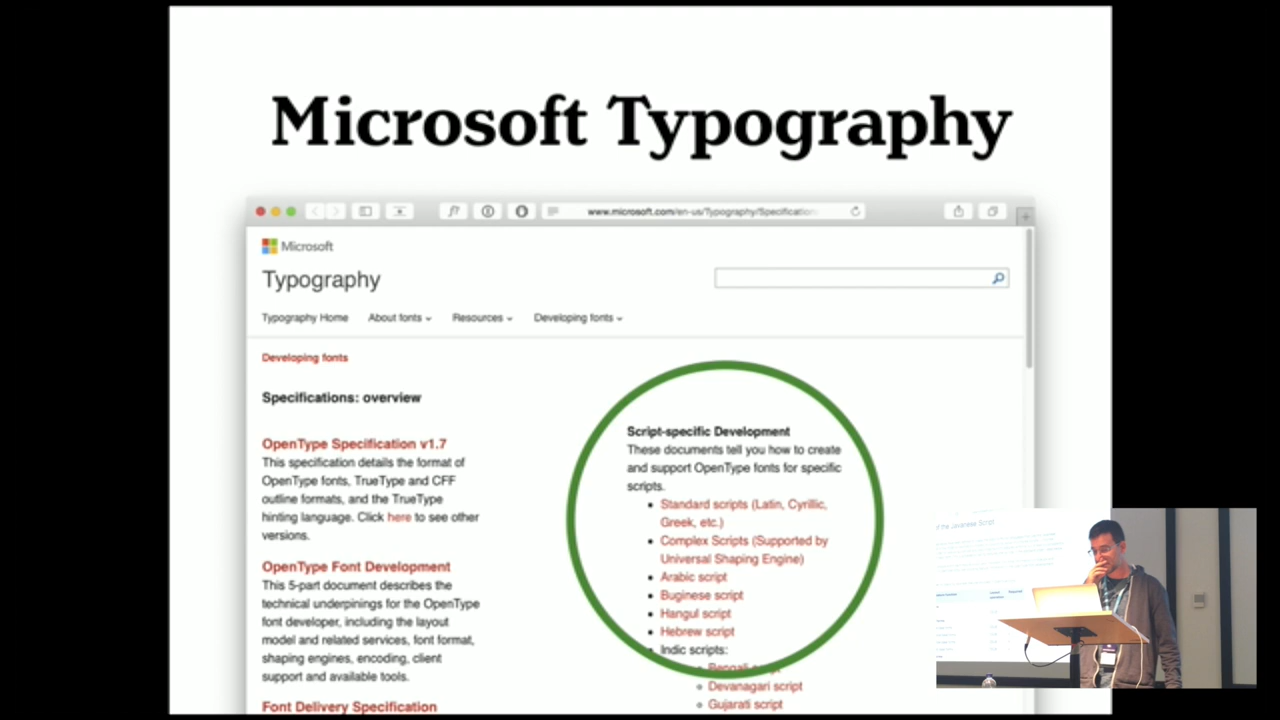 Microsoft Typography
www.microsoft.com/en-us/Typography/Specification
Microsoft
Typography
Typography Home About fonts Resources Developing fonts
Developing fonts
Specifications: overview
OpenType Specification v1.7
This specification details the format of
OpenType fonts, TrueType and CFF
outline formats, and the TrueType
hinting language. Click here to see other
versions.
OpenType Font Development
This 5-part document describes the
technical underpinnings for the OpenType
font developer, including the layout
model and related services, font format,
shaping engines, encoding, client
support and available tools.
Font Delivery Specification
Script-specific Development
These documents tell you how to create
and support OpenType fonts for specific
scripts.
• Standard scripts (Latin, Cyrillic,
Greek, etc.)
• Complex Scripts (Supported by
Universal Shaping Engine)
• Arabic script
• Buginese script
• Hangul script
• Hebrew script
• Indic scripts:
Bengali script
Devanagari script
Gujarati script
of the Javanese Script